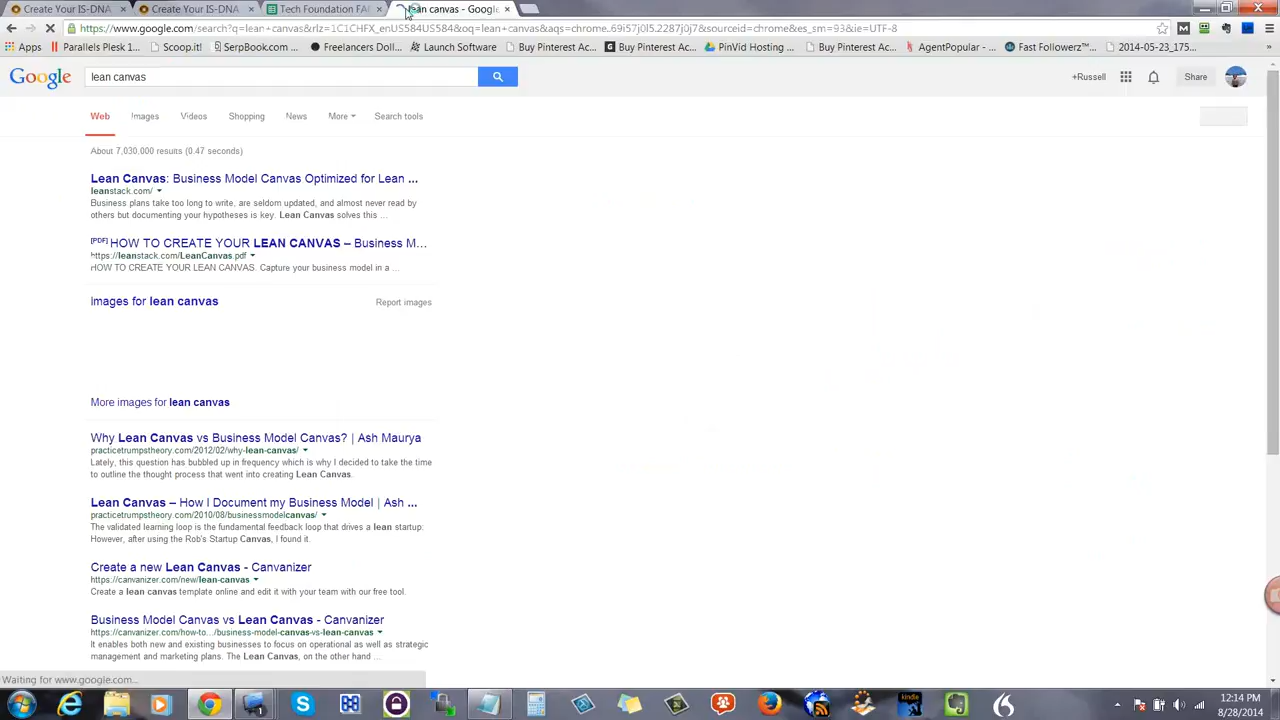 Create Your IS-DNA
Create Your IS-DNA
Tech Foundation FAI
lean canvas - Google
https://www.google.com/search?q=lean+canvas&rlz=1C1CHFX_enUS584US584&oq=lean+canvas&aqs=chrome..69i57j0l5.2287j0j7&sourceid=chrome&es_sm=93&ie=UTF-8
Apps
Parallels Plesk 1...
Scoop.it!
SerpBook.com
Freelancers Doll...
Launch Software
Buy Pinterest Ac...
Buy Pinterest Ac...
PinVid Hosting ...
Buy Pinterest Ac...
AgentPopular - ...
Fast Followerz™...
2014-05-23_175...
Google
lean canvas
+Russell
Share
Web
Images
Videos
Shopping
News
More
Search tools
About 7,030,000 results (0.47 seconds)
Lean Canvas: Business Model Canvas Optimized for Lean ...
leanstack.com/
Business plans take too long to write, are seldom updated, and almost never read by
others but documenting your hypotheses is key. Lean Canvas solves this ...
[PDF] HOW TO CREATE YOUR LEAN CANVAS – Business M...
https://leanstack.com/LeanCanvas.pdf
HOW TO CREATE YOUR LEAN CANVAS. Capture your business model in a ...
Images for lean canvas
Report images
More images for lean canvas
Why Lean Canvas vs Business Model Canvas? | Ash Maurya
practicetrumpstheory.com/2012/02/why-lean-canvas/
Lately, this question has bubbled up in frequency which is why I decided to take the time
to outline the thought process that went into creating Lean Canvas.
Lean Canvas – How I Document my Business Model | Ash ...
practicetrumpstheory.com/2010/08/businessmodelcanvas/
The validated learning loop is the fundamental feedback loop that drives a lean startup.
However, after using the Rob's Startup Canvas, I found it.
Create a new Lean Canvas - Canvanizer
https://canvanizer.com/new/lean-canvas
Create a lean canvas template online and edit it with your team with our free tool.
Business Model Canvas vs Lean Canvas - Canvanizer
https://canvanizer.com/how-to.../business-model-canvas-vs-lean-canvas
It enables both new and existing businesses to focus on operational as well as strategic
management and marketing plans. The Lean Canvas, on the other hand ...
Waiting for www.google.com...
kindle
12:14 PM
8/28/2014